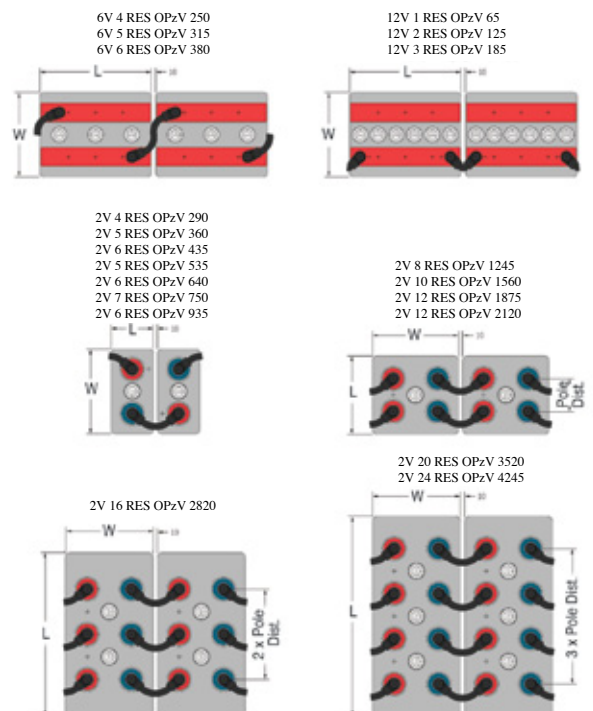 6V 4 RES OPzV 250
6V 5 RES OPzV 315
6V 6 RES OPzV 380
L
10
W
12V 1 RES OPzV 65
12V 2 RES OPzV 125
12V 3 RES OPzV 185
L
10
W
2V 4 RES OPzV 290
2V 5 RES OPzV 360
2V 6 RES OPzV 435
2V 5 RES OPzV 535
2V 6 RES OPzV 640
2V 7 RES OPzV 750
2V 6 RES OPzV 935
L
10
W
2V 8 RES OPzV 1245
2V 10 RES OPzV 1560
2V 12 RES OPzV 1875
2V 12 RES OPzV 2120
W
10
L
Pole
Dist.
2V 16 RES OPzV 2820
W
10
L
2 x Pole
Dist.
2V 20 RES OPzV 3520
2V 24 RES OPzV 4245
W
10
L
3 x Pole Dist.